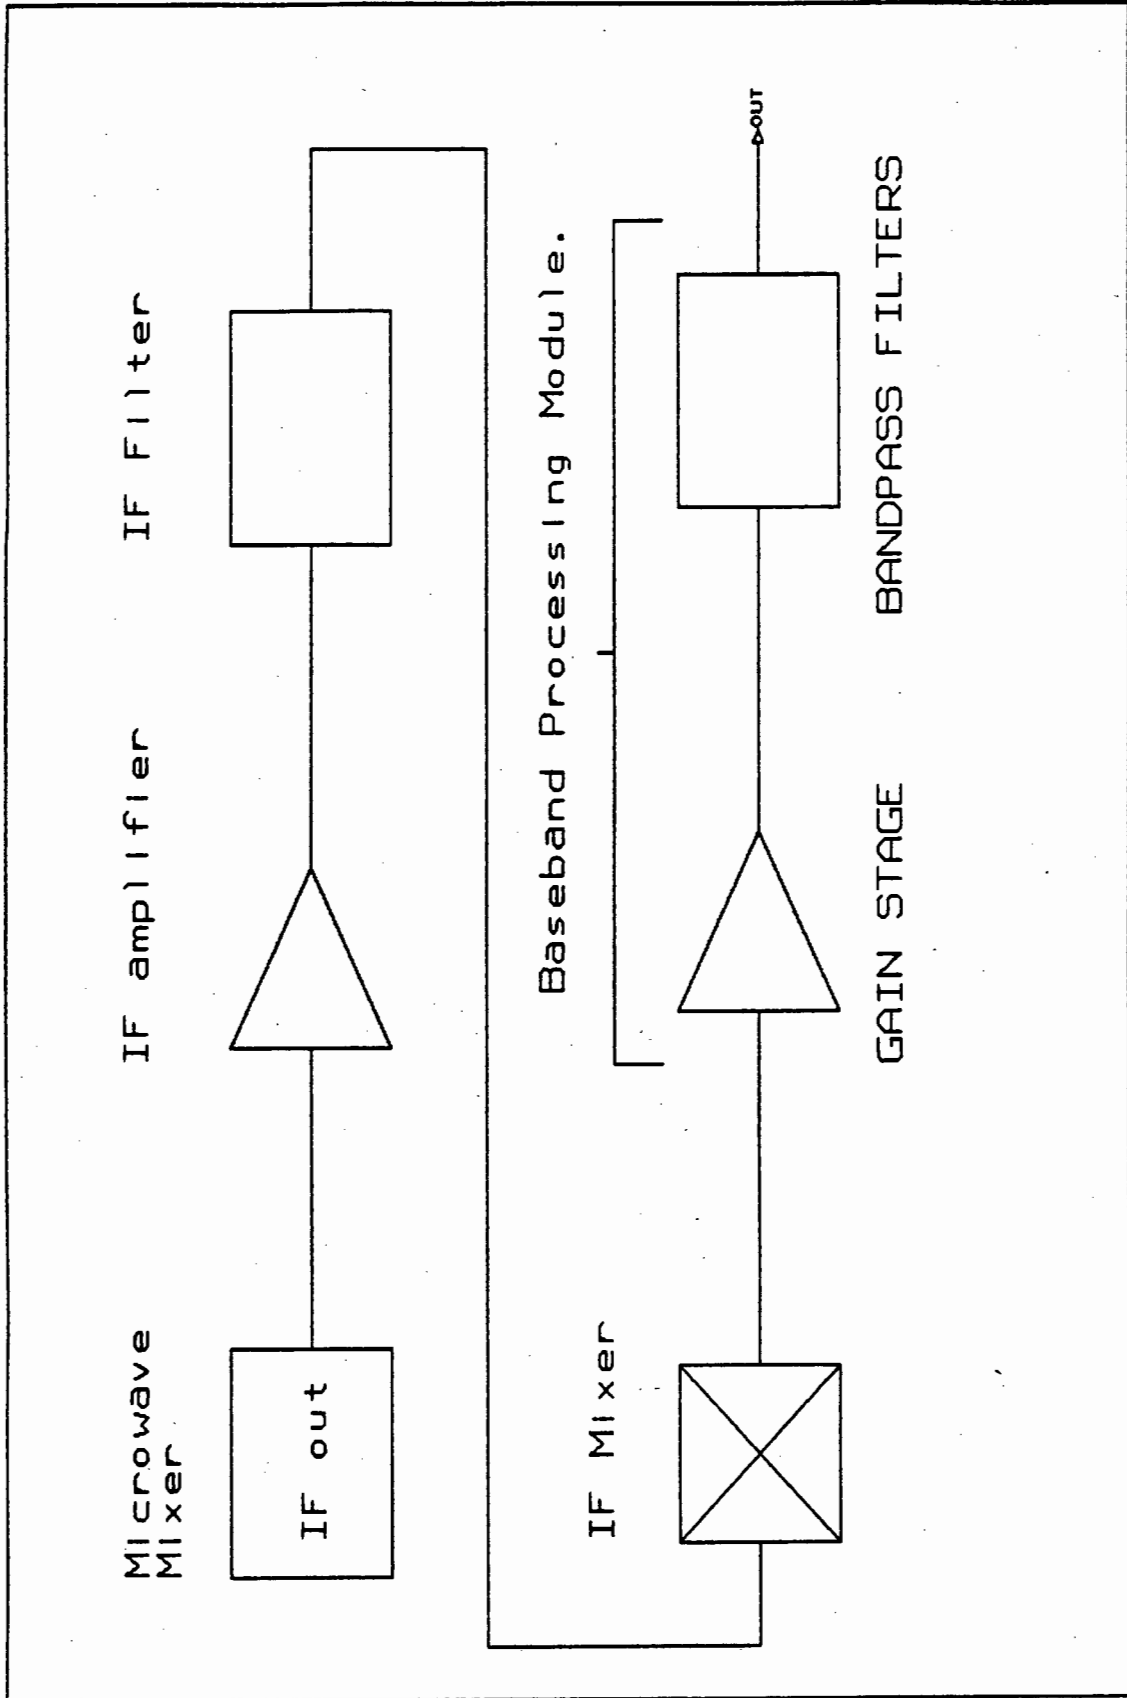 Microwave
Mixer
IF amplifier
IF Filter
IF out
Baseband Processing Module.
IF Mixer
OUT
GAIN STAGE
BANDPASS FILTERS